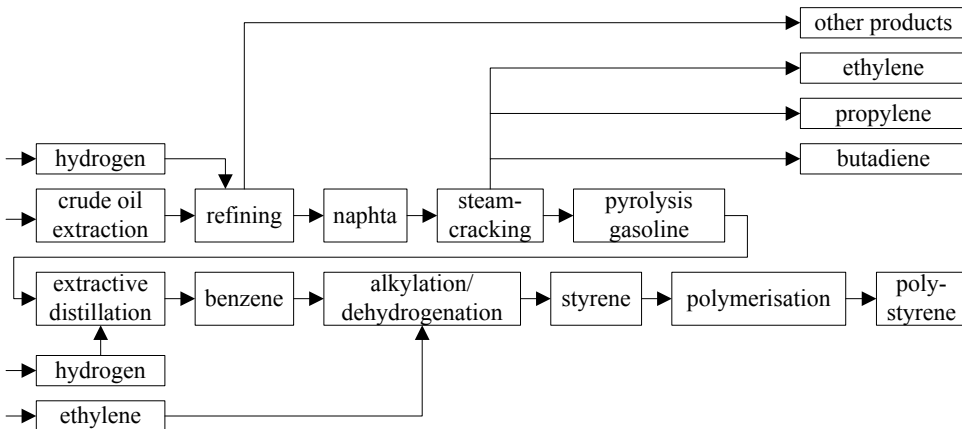 other products
ethylene
propylene
butadiene
hydrogen
crude oil
extraction
refining
naphta
steam-
cracking
pyrolysis
gasoline
extractive
distillation
benzene
alkylation/
dehydrogenation
styrene
polymerisation
poly-
styrene
hydrogen
ethylene